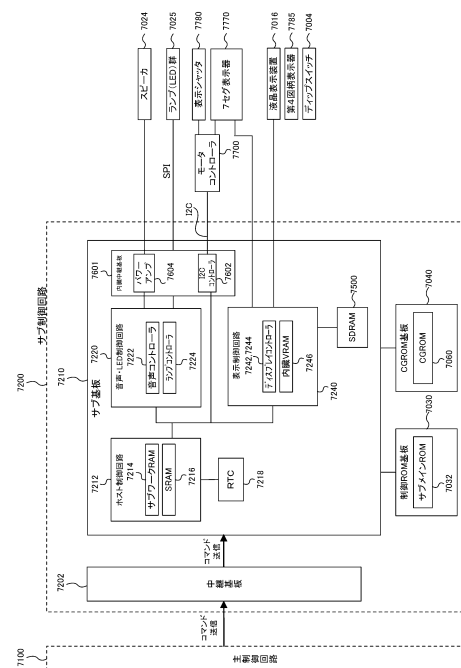 7100
主制御回路
コマンド
送信
7200
サブ制御回路
7202
中継基板
コマンド
送信
7210
サブ基板
7212
ホスト制御回路
7214
サブワークRAM
SRAM
7216
RTC
7218
7220
音声・LED制御回路
7222
音声コントローラ
ランプコントローラ
7224
7601
内臓中継基板
パワー
アンプ
7604
I2C
コントローラ
7602
表示制御回路
7242,7244
ディスプレイコントローラ
内臓VRAM
7246
7240
7500
SDRAM
7030
制御ROM基板
サブメインROM
7032
7040
CGROM基板
CGROM
7060
SPI
I2C
モータ
コントローラ
7700
スピーカ
7024
ランプ(LED)群
7025
表示シャッタ
7780
7セグ表示器
7770
液晶表示装置
7016
第4図柄表示器
7785
ディップスイッチ
7004